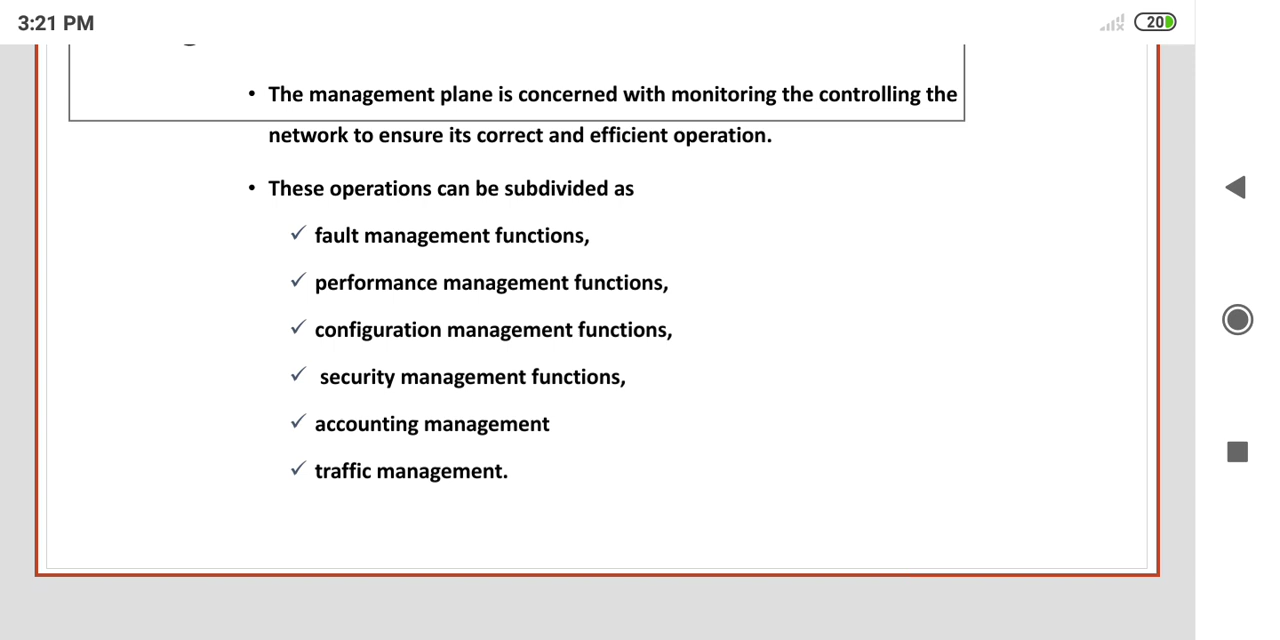 3:21 PM
20
• The management plane is concerned with monitoring the controlling the
network to ensure its correct and efficient operation.
• These operations can be subdivided as
✓ fault management functions,
✓ performance management functions,
✓ configuration management functions,
✓ security management functions,
✓ accounting management
✓ traffic management.